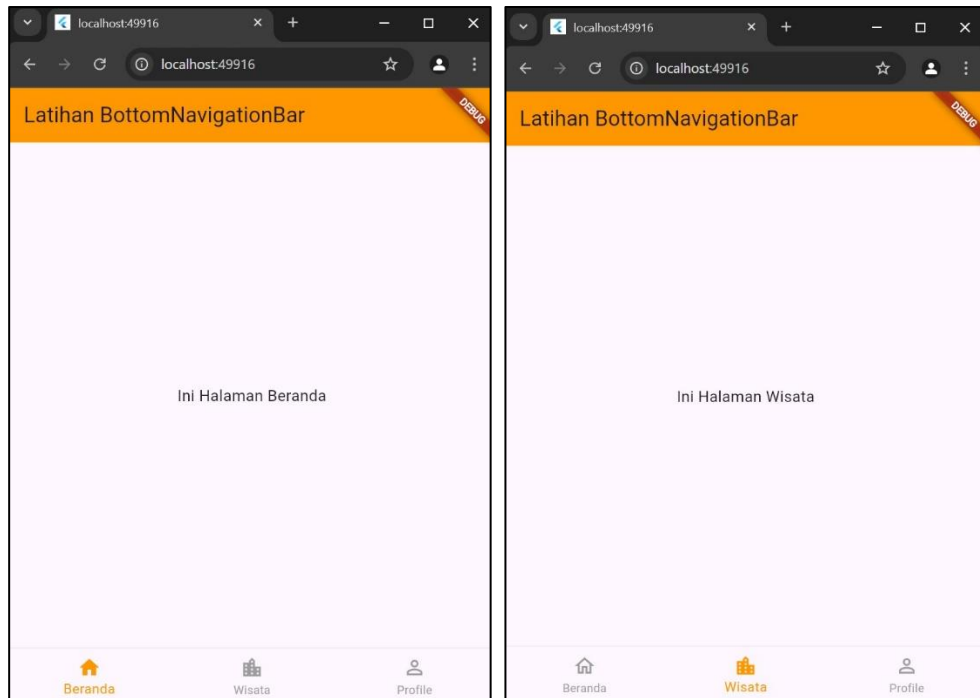 localhost:49916
localhost:49916
Latihan BottomNavigationBar
DEBUG
Ini Halaman Beranda
Beranda
Wisata
Profile
localhost:49916
localhost:49916
Latihan BottomNavigationBar
DEBUG
Ini Halaman Wisata
Beranda
Wisata
Profile